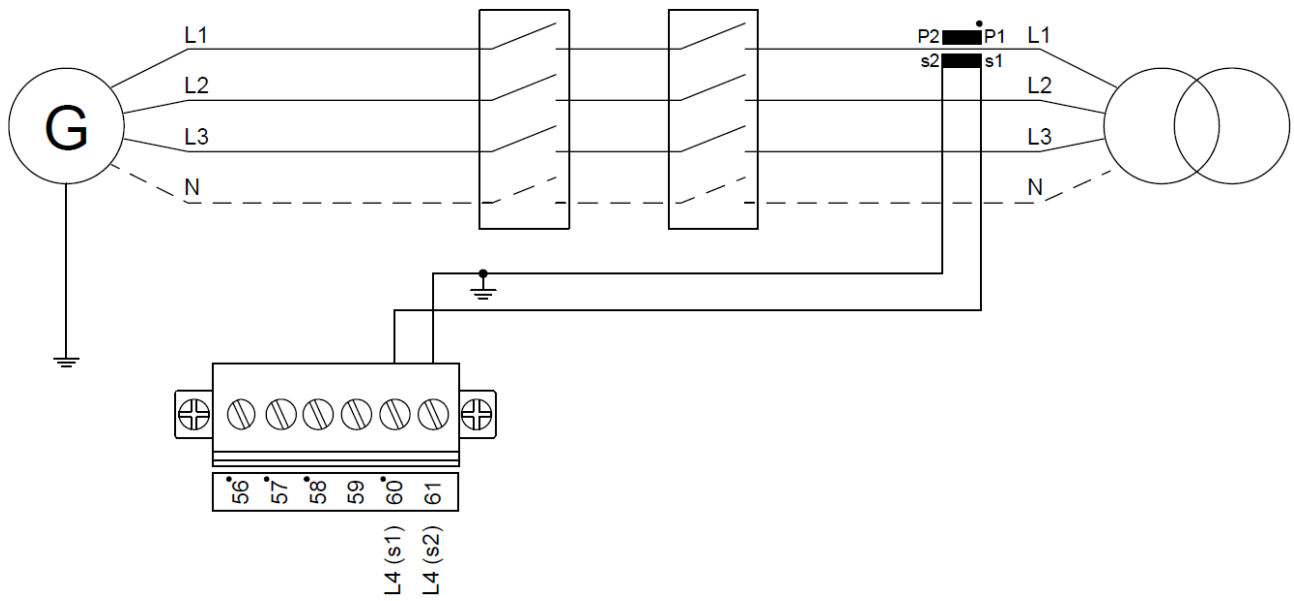 P2 P1
L1 L1
s2 s1
L2 L2
G
L3 L3
N N
56 57 58 59 60 61
L4 (s1)
L4 (s2)